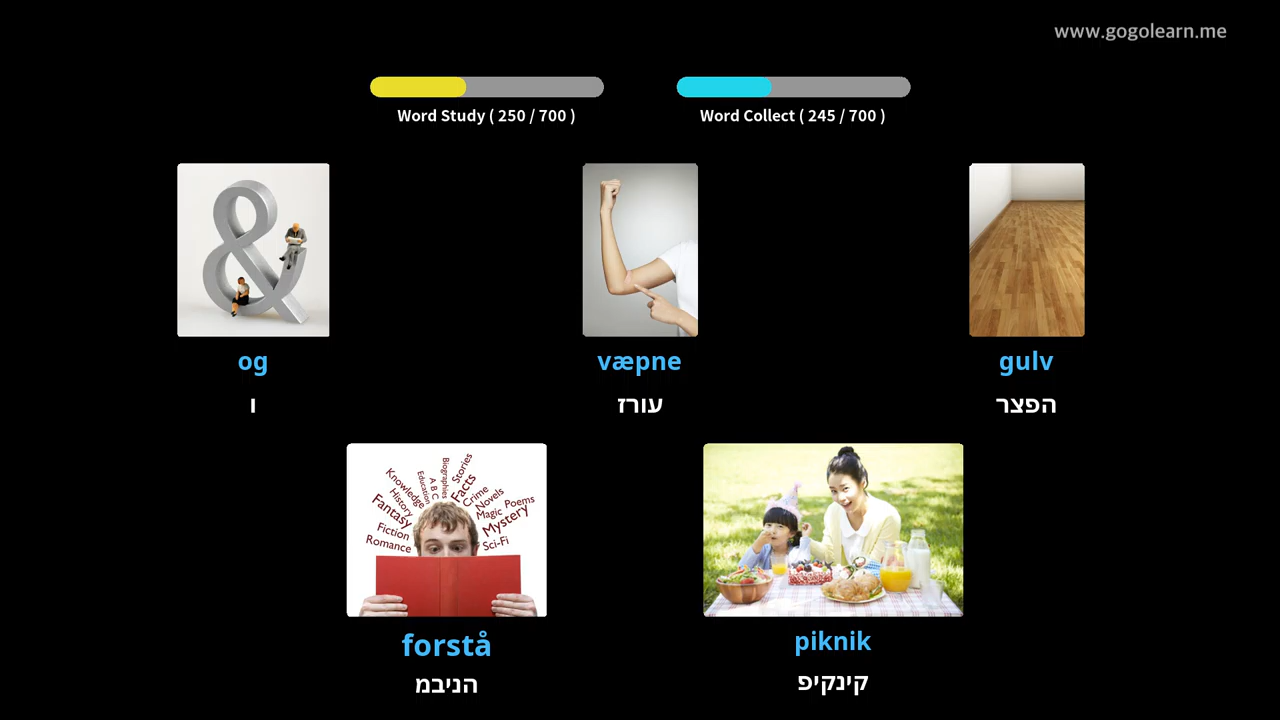 www.gogolearn.me
Word Study ( 250 / 700 )
Word Collect ( 245 / 700 )
og
væpne
gulv
ו
עורז
הפצר
forstå
piknik
הניבמ
קינקיפ
Knowledge
History
Fantasy
Fiction
Romance
Education
A B C
Biographies
Stories
Facts
Crime
Novels
Magic
Poems
Mystery
Sci-Fi